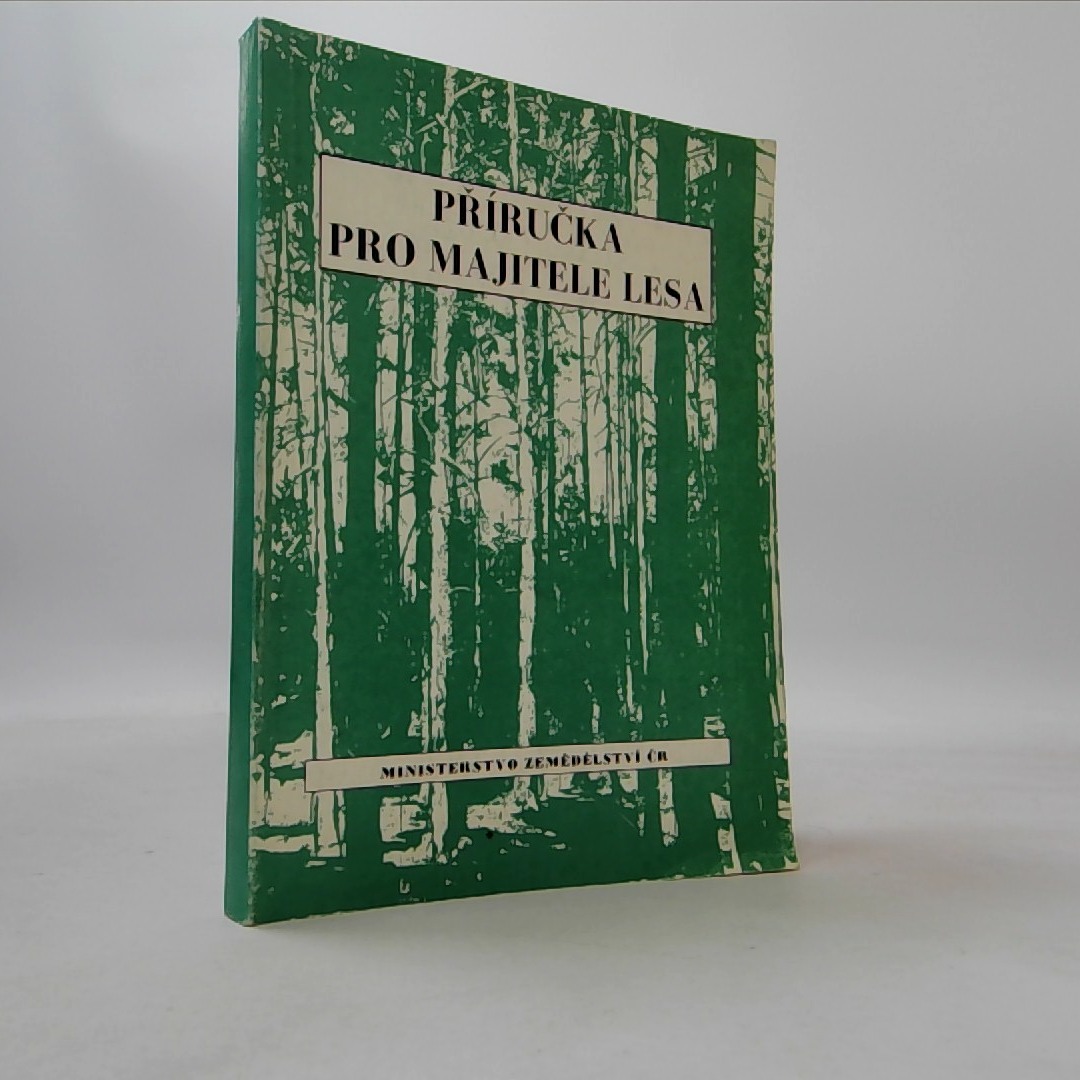 PŘÍRUČKA
PRO MAJITELE LESA
MINISTERSTVO ZEMĚDĚLSTVÍ ČR